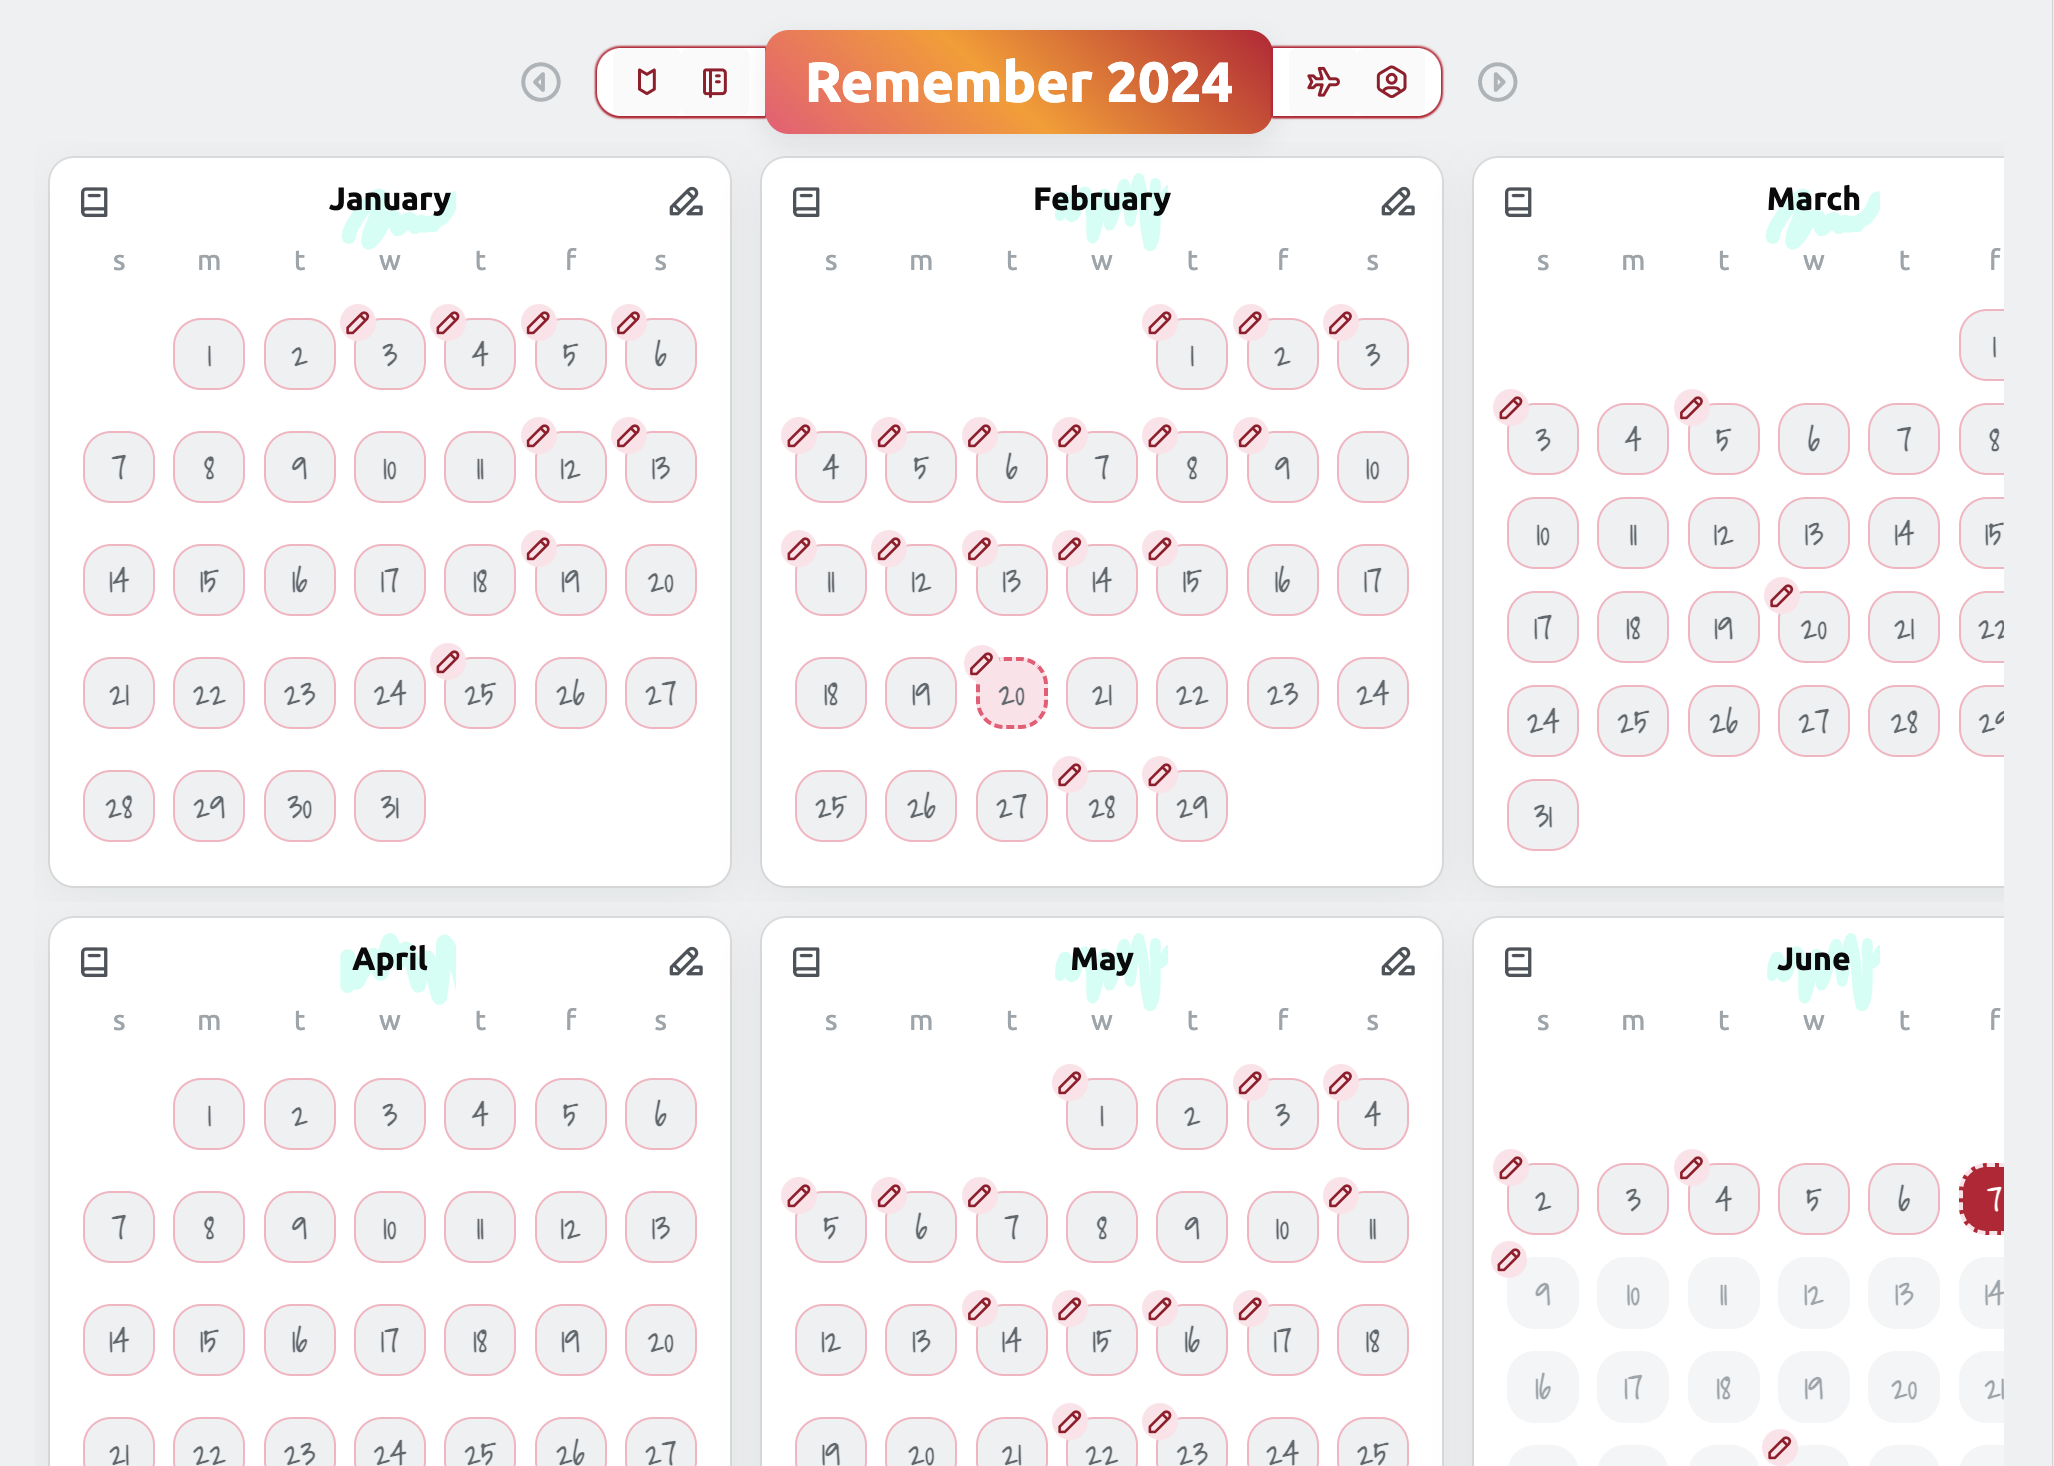 Remember 2024
January
s m t w t f s
1 2 3 4 5 6
7 8 9 10 11 12 13
14 15 16 17 18 19 20
21 22 23 24 25 26 27
28 29 30 31
February
s m t w t f s
1 2 3
4 5 6 7 8 9 10
11 12 13 14 15 16 17
18 19 20 21 22 23 24
25 26 27 28 29
March
s m t w t f
1
3 4 5 6 7 8
10 11 12 13 14 15
17 18 19 20 21 22
24 25 26 27 28 29
31
April
s m t w t f s
1 2 3 4 5 6
7 8 9 10 11 12 13
14 15 16 17 18 19 20
21 22 23 24 25 26 27
May
s m t w t f s
1 2 3 4
5 6 7 8 9 10 11
12 13 14 15 16 17 18
19 20 21 22 23 24 25
June
s m t w t f
2 3 4 5 6 7
9 10 11 12 13 14
16 17 18 19 20 21